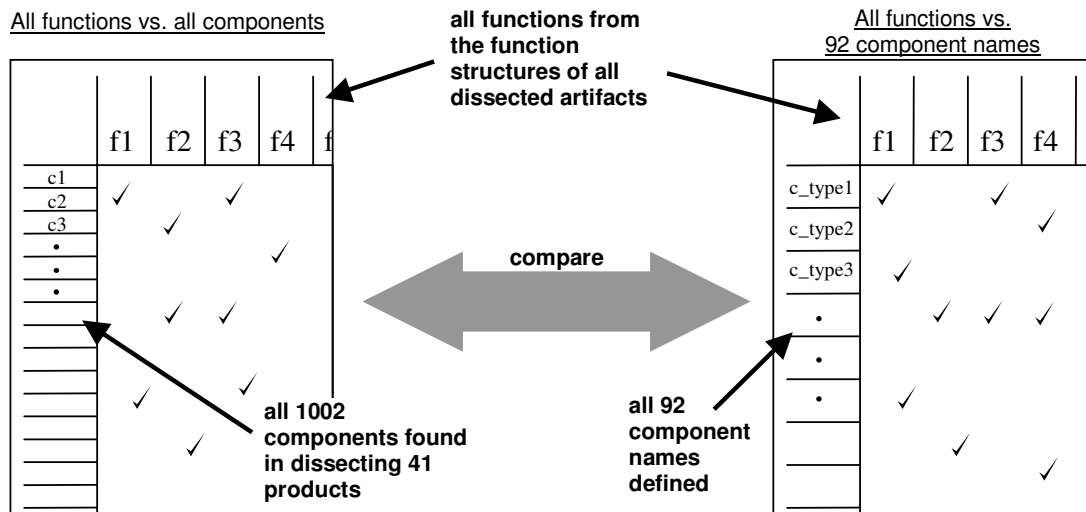 All functions vs. all components
all functions from
the function
structures of all
dissected artifacts
All functions vs.
92 component names
f1 f2 f3 f4 f
c1
c2
c3
•
•
•
compare
f1 f2 f3 f4
c_type1
c_type2
c_type3
•
•
•
all 1002
components found
in dissecting 41
products
all 92
component
names
defined